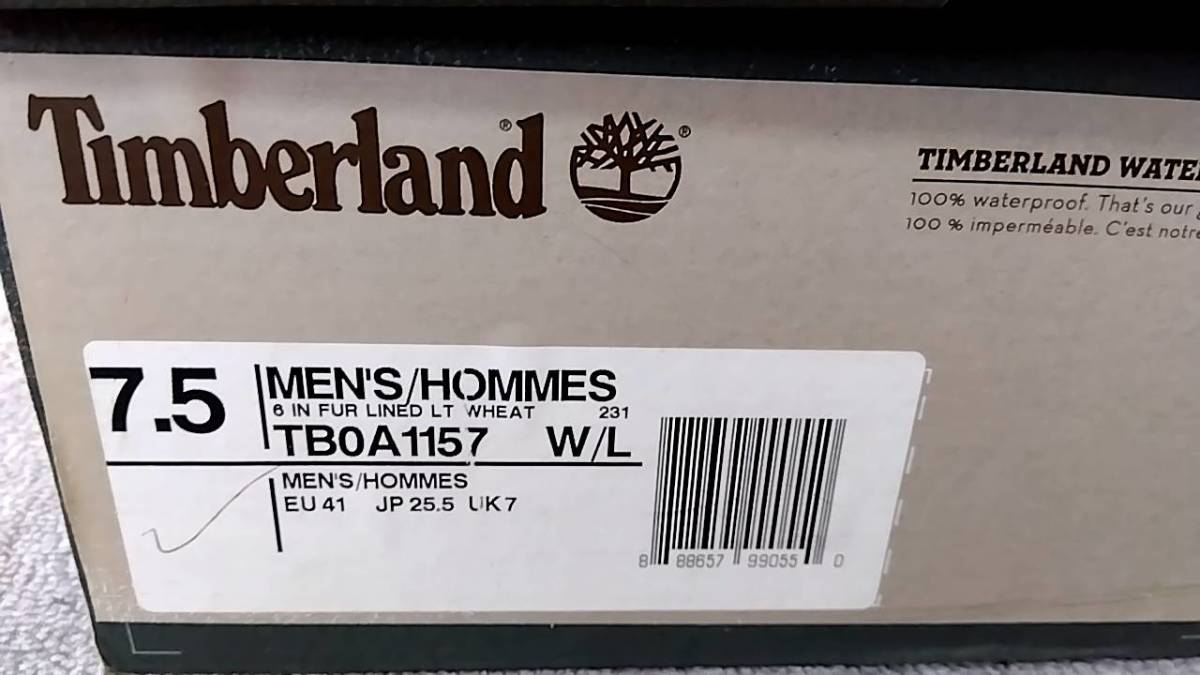 Timberland® ®
TIMBERLAND WATE
100% waterproof. That's our
100 % imperméable. C'est notre
7.5
MEN'S/HOMMES
6 IN FUR LINED LT WHEAT 231
TB0A1157 W/L
MEN'S/HOMMES
EU 41 JP 25.5 UK 7
8 88657 99055 0